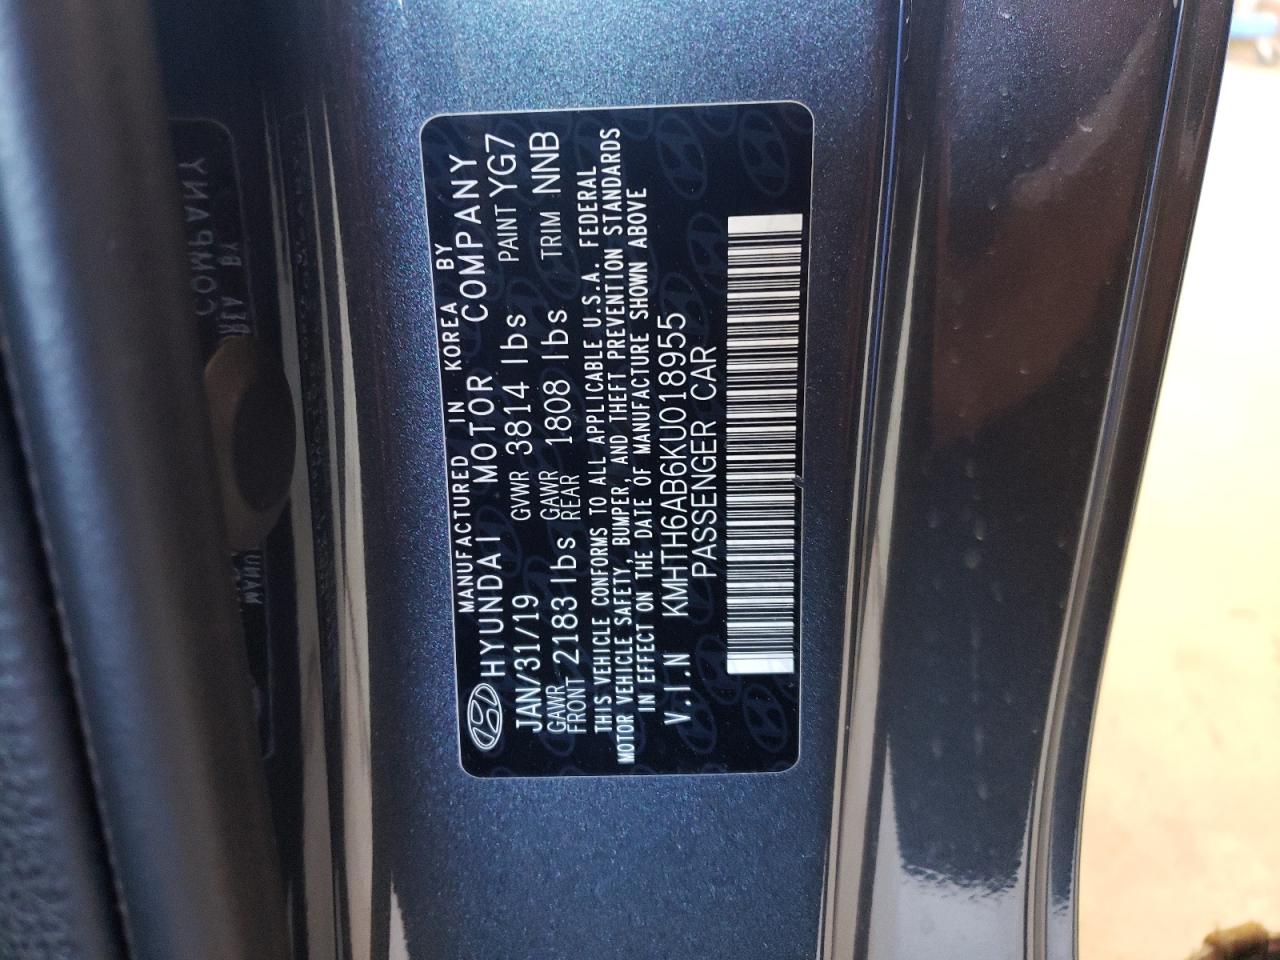 MANUFACTURED IN KOREA BY
HYUNDAI MOTOR COMPANY
JAN/31/19 GVWR 3814 lbs PAINT YG7
GAWR FRONT 2183 lbs GAWR REAR 1808 lbs TRIM NNB
THIS VEHICLE CONFORMS TO ALL APPLICABLE U.S.A. FEDERAL
MOTOR VEHICLE SAFETY, BUMPER, AND THEFT PREVENTION STANDARDS
IN EFFECT ON THE DATE OF MANUFACTURE SHOWN ABOVE
V.I.N KMHTH6AB6KU018955
PASSENGER CAR